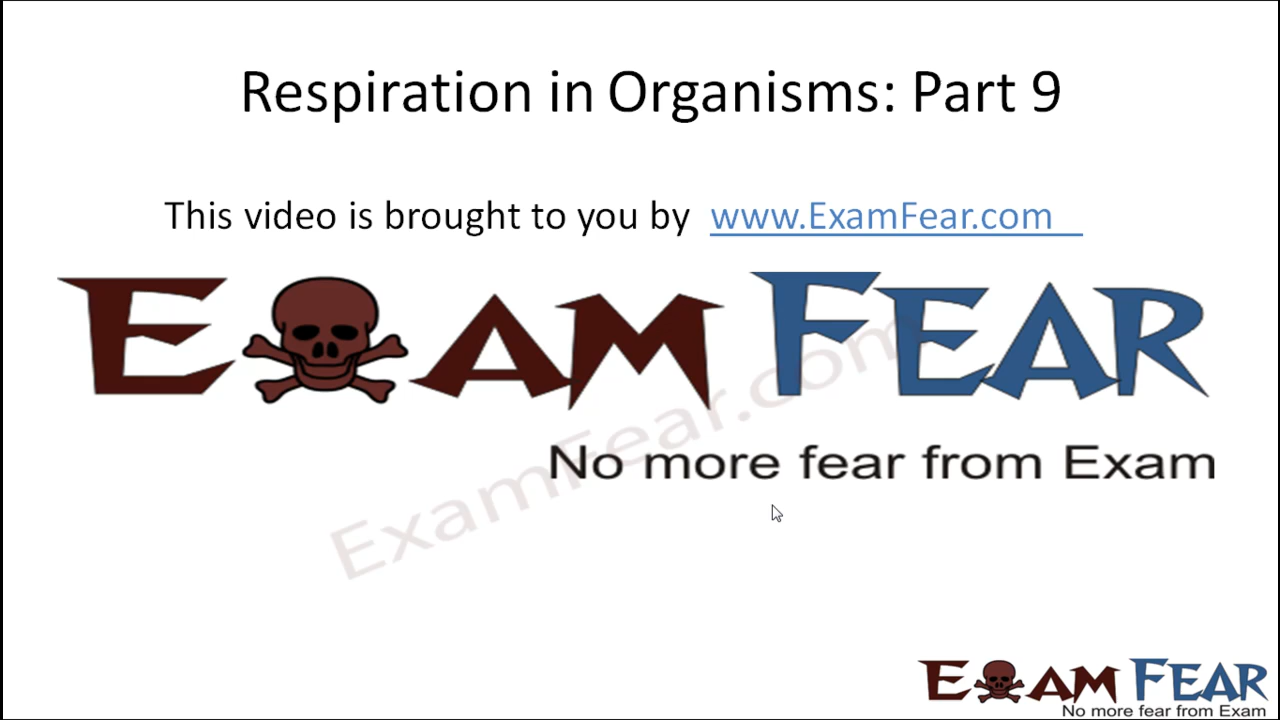 Respiration in Organisms: Part 9
This video is brought to you by www.ExamFear.com
EXAM FEAR
No more fear from Exam
ExamFear.com
EXAM FEAR
No more fear from Exam